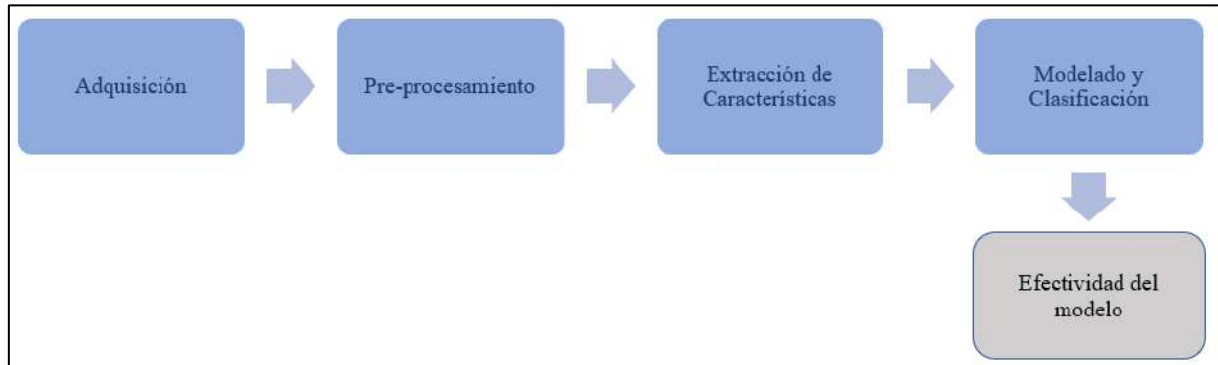 Adquisición
Pre-procesamiento
Extracción de
Características
Modelado y
Clasificación
Efectividad del
modelo